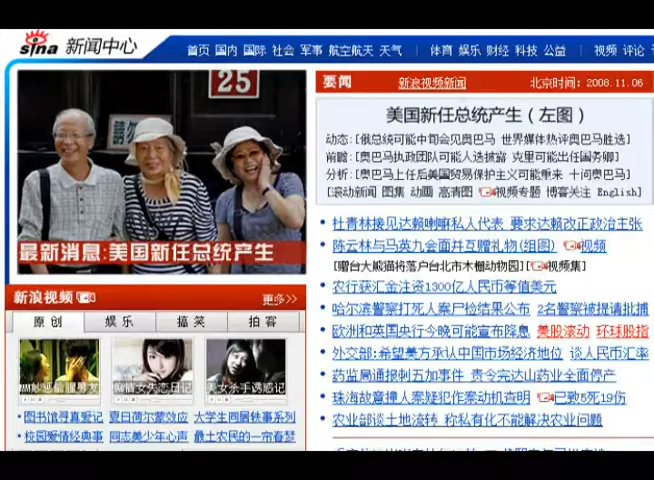 sina 新闻中心
首页 国内 国际 社会 军事 航空航天 天气 | 体育 娱乐 财经 科技 公益 | 视频 评论
25
最新消息:美国新任总统产生
要闻 新浪视频新闻 北京时间：2008.11.06
美国新任总统产生（左图）
动态:[俄总统可能中旬会见奥巴马 世界媒体热评奥巴马胜选]
前瞻:[奥巴马执政团队可能人选披露 克里可能出任国务卿]
分析:[奥巴马上任后美国贸易保护主义可能重来 十问奥巴马]
[滚动新闻 图集 动画 高清图 视频专题 博客关注 English]
杜青林接见达赖喇嘛私人代表 要求达赖改正政治主张
陈云林与马英九会面并互赠礼物(组图) 视频
[赠台大熊猫将落户台北市木栅动物园][视频集]
农行获汇金注资1300亿人民币等值美元
哈尔滨警察打死人案尸检结果公布 2名警察被提请批捕
欧洲和英国央行今晚可能宣布降息 美股滚动 环球股指
外交部:希望美方承认中国市场经济地位 谈人民币汇率
药监局通报刺五加事件 责令完达山药业全面停产
珠海故意撞人案疑犯作案动机查明 已致5死19伤
农业部谈土地流转 称私有化不能解决农业问题
新浪视频 更多>>
原创 娱乐 搞笑 拍客
美女杀手诱惑记
图书馆寻真爱记 夏日荷尔蒙效应 大学生同居轶事系列
校园爱情经典事 同志美少年心声 最土农民的一帘春梦